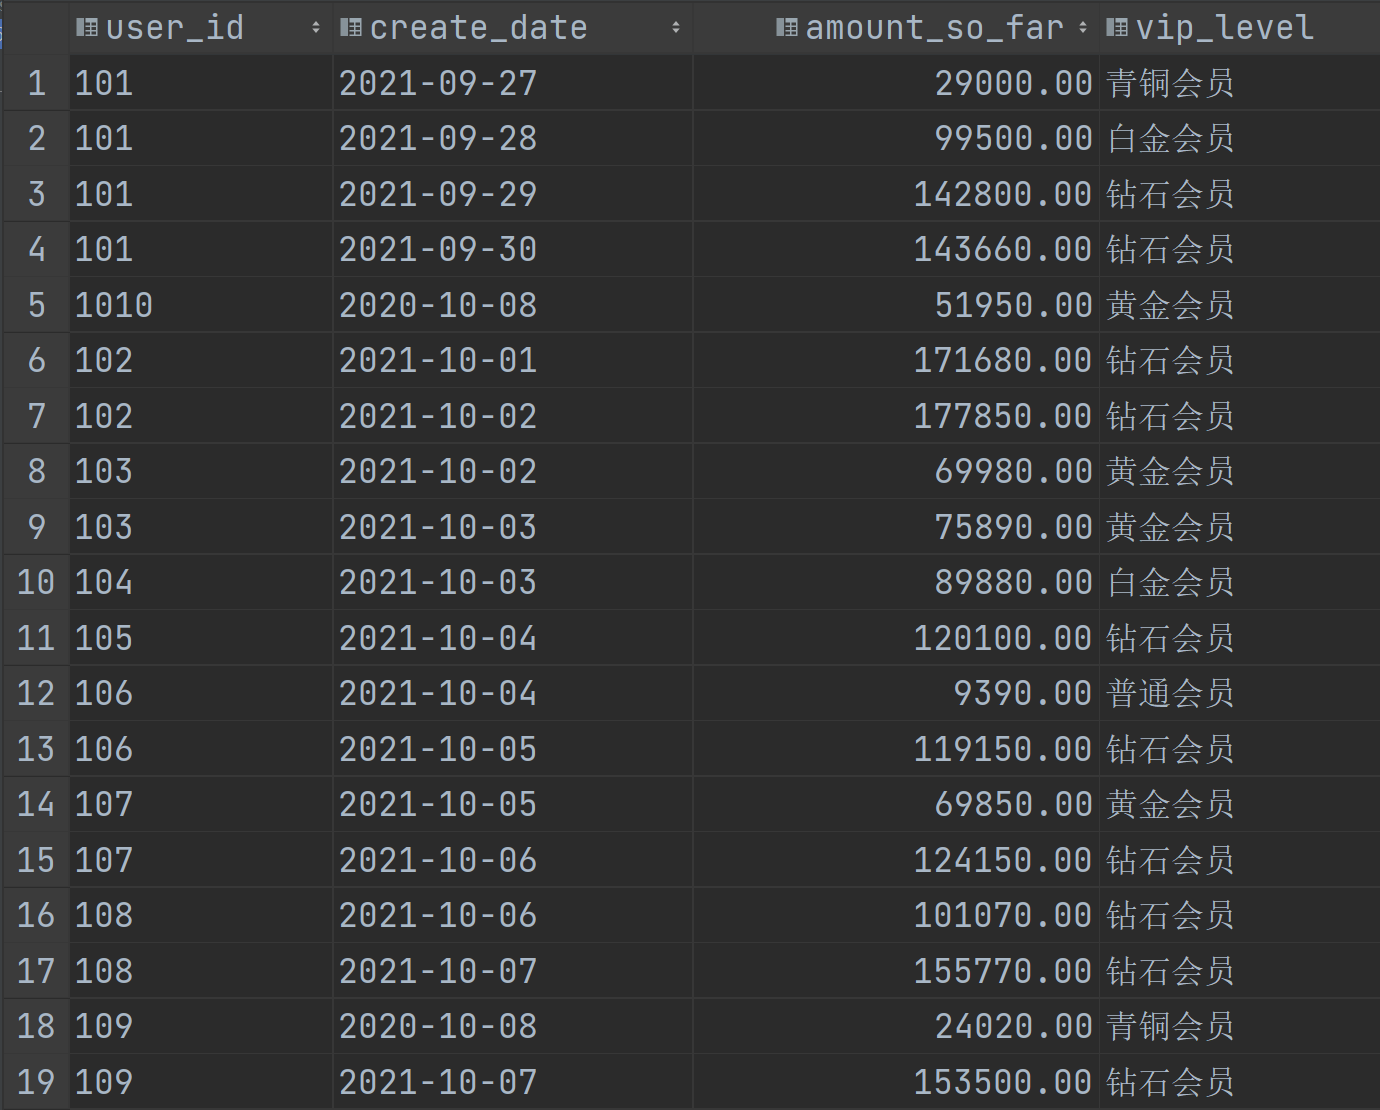 user_id create_date amount_so_far vip_level
1 101 2021-09-27 29000.00 青铜会员
2 101 2021-09-28 99500.00 白金会员
3 101 2021-09-29 142800.00 钻石会员
4 101 2021-09-30 143660.00 钻石会员
5 1010 2020-10-08 51950.00 黄金会员
6 102 2021-10-01 171680.00 钻石会员
7 102 2021-10-02 177850.00 钻石会员
8 103 2021-10-02 69980.00 黄金会员
9 103 2021-10-03 75890.00 黄金会员
10 104 2021-10-03 89880.00 白金会员
11 105 2021-10-04 120100.00 钻石会员
12 106 2021-10-04 9390.00 普通会员
13 106 2021-10-05 119150.00 钻石会员
14 107 2021-10-05 69850.00 黄金会员
15 107 2021-10-06 124150.00 钻石会员
16 108 2021-10-06 101070.00 钻石会员
17 108 2021-10-07 155770.00 钻石会员
18 109 2020-10-08 24020.00 青铜会员
19 109 2021-10-07 153500.00 钻石会员